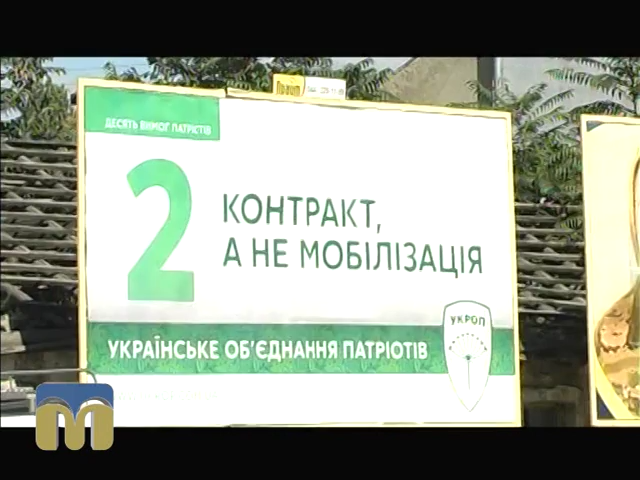 ДЕСЯТЬ ВИМОГ ПАТРІОТІВ
2
КОНТРАКТ,
А НЕ МОБІЛІЗАЦІЯ
УКРОП
УКРАЇНСЬКЕ ОБ'ЄДНАННЯ ПАТРІОТІВ